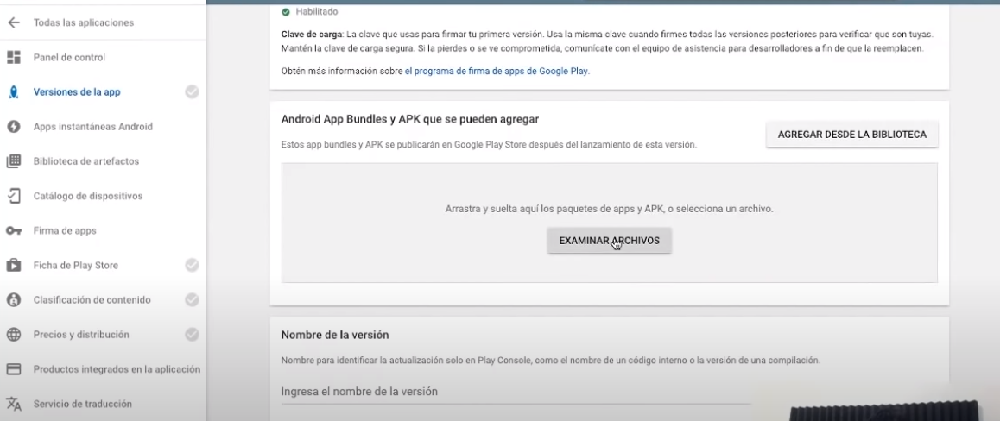 Todas las aplicaciones
Panel de control
Versiones de la app
Apps instantáneas Android
Biblioteca de artefactos
Catálogo de dispositivos
Firma de apps
Ficha de Play Store
Clasificación de contenido
Precios y distribución
Productos integrados en la aplicación
Servicio de traducción
Habilitado
Clave de carga: La clave que usas para firmar tu primera versión. Usa la misma clave cuando firmes todas las versiones posteriores para verificar que son tuyas.
Mantén la clave de carga segura. Si la pierdes o se ve comprometida, comunícate con el equipo de asistencia para desarrolladores a fin de que la reemplacen.
Obtén más información sobre el programa de firma de apps de Google Play.
Android App Bundles y APK que se pueden agregar
AGREGAR DESDE LA BIBLIOTECA
Estos app bundles y APK se publicarán en Google Play Store después del lanzamiento de esta versión.
Arrastra y suelta aquí los paquetes de apps y APK, o selecciona un archivo.
EXAMINAR ARCHIVOS
Nombre de la versión
Nombre para identificar la actualización solo en Play Console, como el nombre de un código interno o la versión de una compilación.
Ingresa el nombre de la versión